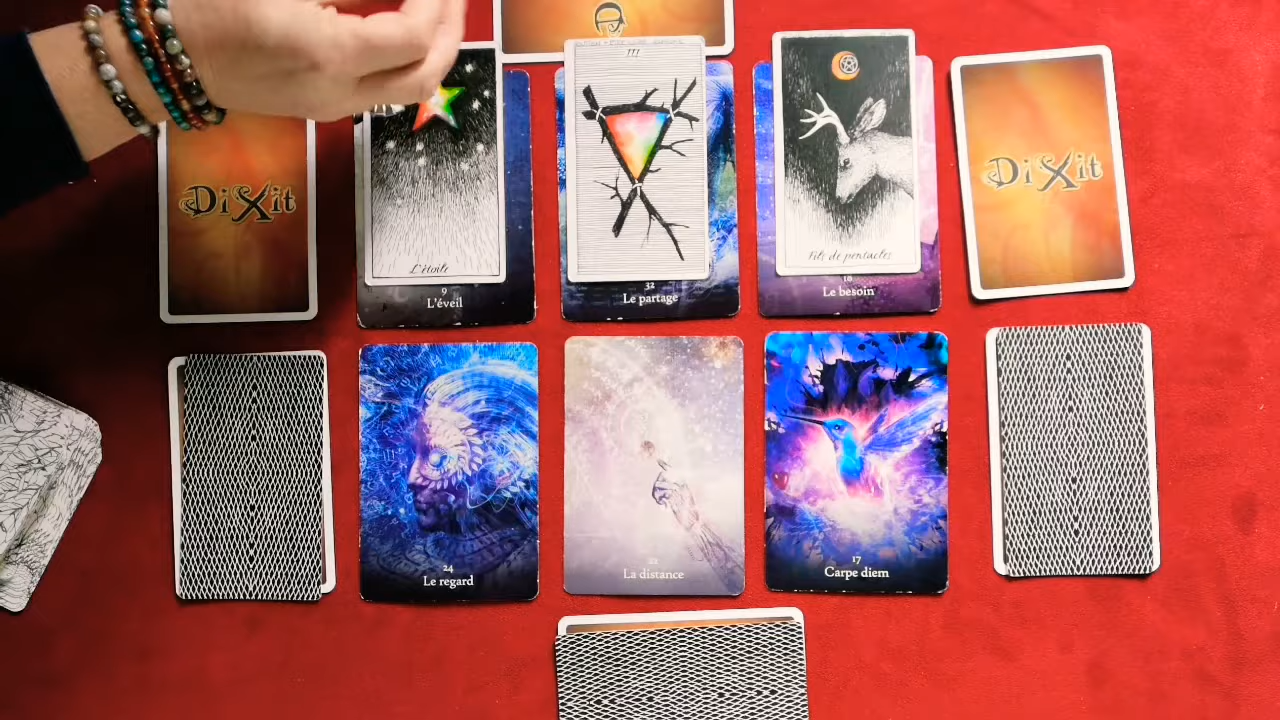 III
L'étoile
Fils de pentacles
DiXit
DiXit
9
L'éveil
32
Le partage
18
Le besoin
24
Le regard
22
La distance
17
Carpe diem